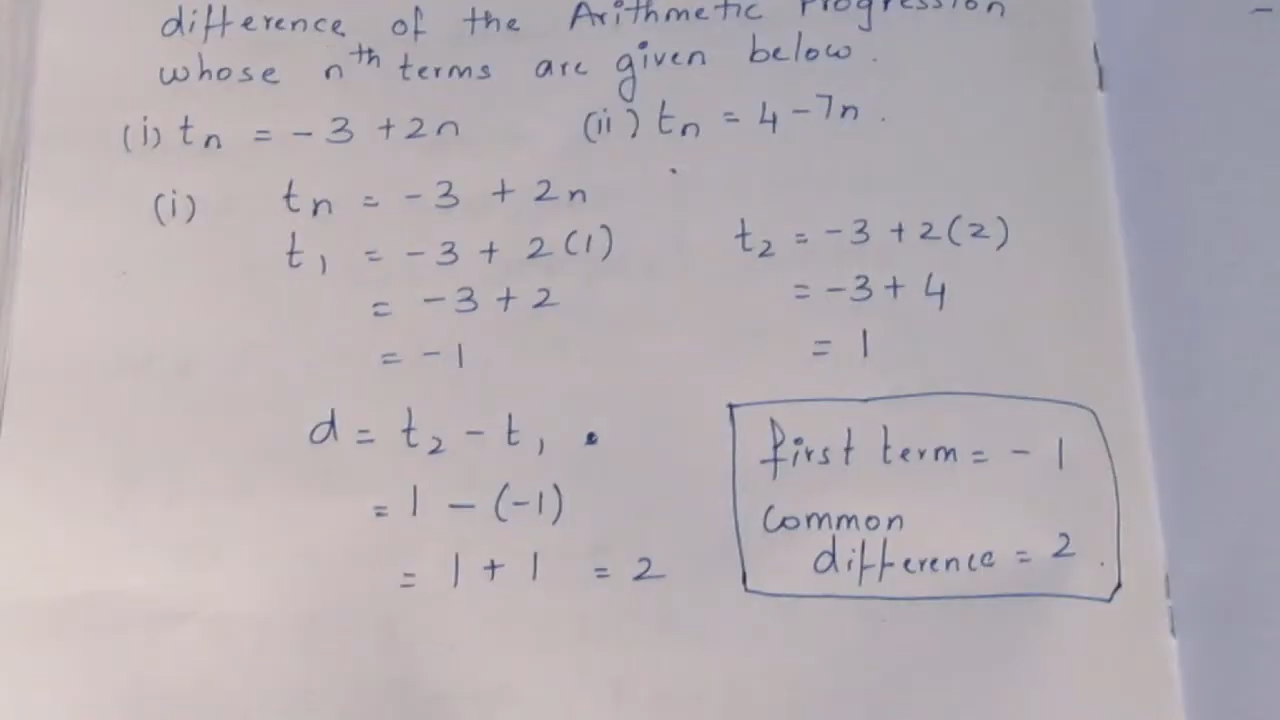 difference of the Arithmetic Progression
whose nth terms are given below.
(i) tn = -3 +2n (ii) tn = 4 -7n.
(i) tn = -3 + 2n
t1 = -3 + 2(1) t2 = -3 +2(2)
= -3 +2 = -3+ 4
= -1 = 1
d = t2 - t1
= 1 - (-1)
= 1 + 1 = 2
first term = - 1
common
difference = 2.